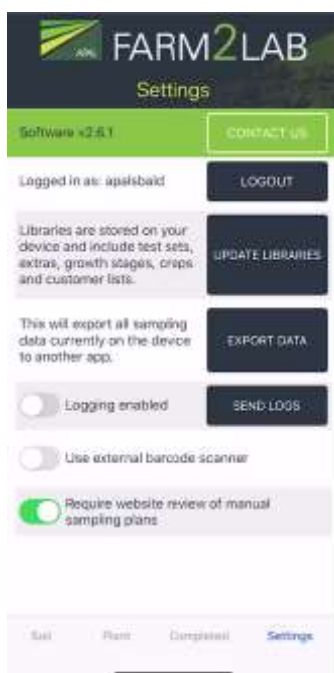 APAL
FARM2LAB
Settings
Software v2.6.1
CONTACT US
Logged in as: apalsbaid
LOGOUT
Libraries are stored on your
device and include test sets,
extras, growth stages, crops
and customer lists.
UPDATE LIBRARIES
This will export all sampling
data currently on the device
to another app.
EXPORT DATA
Logging enabled
SEND LOGS
Use external barcode scanner
Require website review of manual
sampling plans
Soil
Plant
Completed
Settings